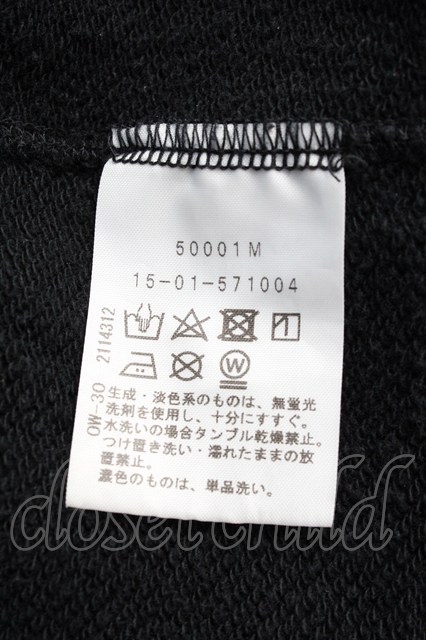 50001M
15-01-571004
2114312
W
OW-30
生成・淡色系のものは、無蛍光
洗剤を使用し、十分にすすぐ。
水洗いの場合タンブル乾燥禁止。
つけ置き洗い・濡れたままの放
置禁止。
濃色のものは、単品洗い。
closet child